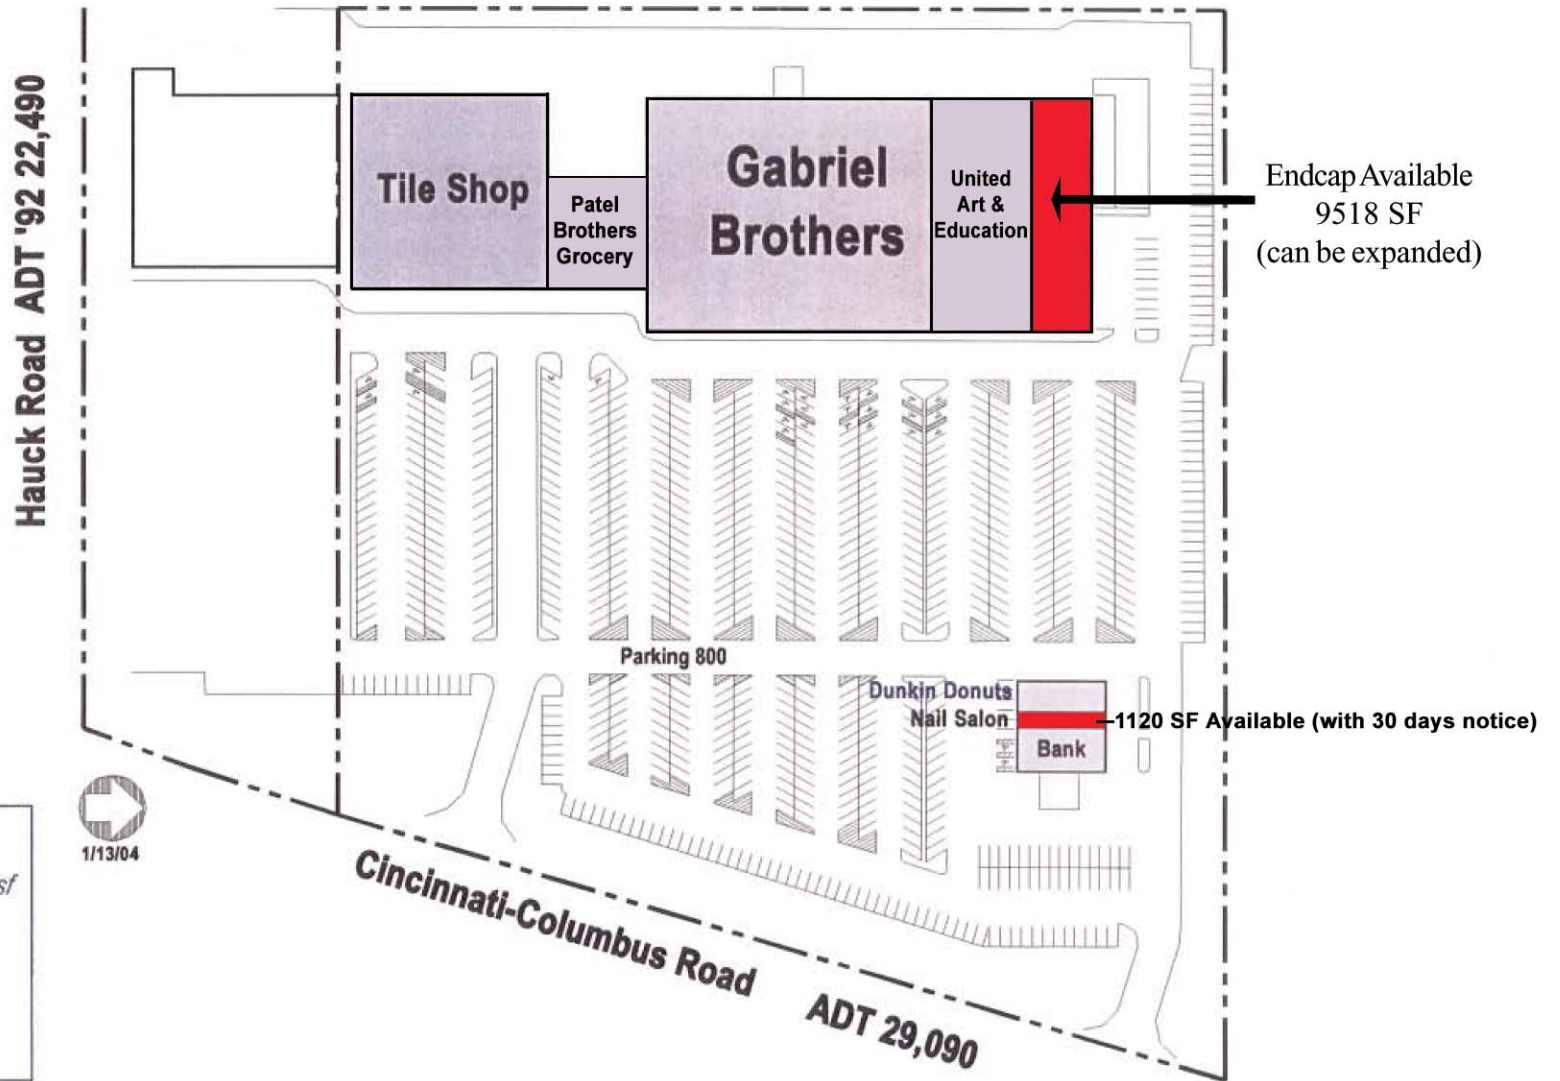 Hauck Road ADT '92 22,490
Tile Shop
Patel
Brothers
Grocery
Gabriel
Brothers
United
Art &
Education
Endcap Available
9518 SF
(can be expanded)
Parking 800
Dunkin Donuts
Nail Salon
1120 SF Available (with 30 days notice)
Bank
1/13/04
sf
Cincinnati-Columbus Road ADT 29,090